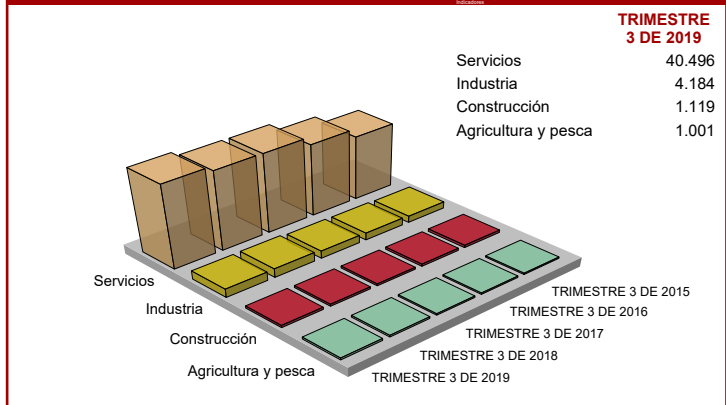 Indicadores
TRIMESTRE
3 DE 2019
Servicios 40.496
Industria 4.184
Construcción 1.119
Agricultura y pesca 1.001
Servicios
Industria
Construcción
Agricultura y pesca
TRIMESTRE 3 DE 2015
TRIMESTRE 3 DE 2016
TRIMESTRE 3 DE 2017
TRIMESTRE 3 DE 2018
TRIMESTRE 3 DE 2019